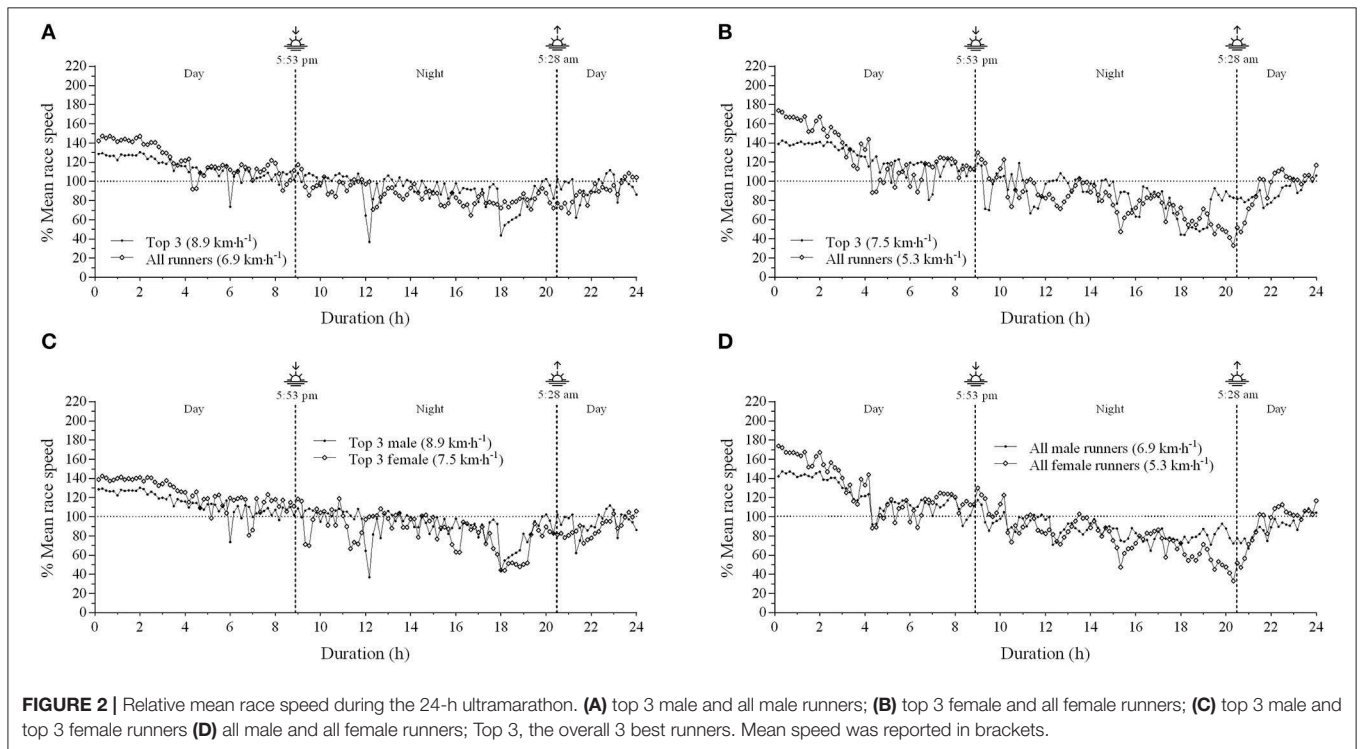 A
5:53 pm
5:28 am
Day
Night
Day
% Mean race speed
220
200
180
160
140
120
100
80
60
40
20
0
Top 3 (8.9 km·h⁻¹)
All runners (6.9 km·h⁻¹)
0 2 4 6 8 10 12 14 16 18 20 22 24
Duration (h)
B
5:53 pm
5:28 am
Day
Night
Day
% Mean race speed
220
200
180
160
140
120
100
80
60
40
20
0
Top 3 (7.5 km·h⁻¹)
All runners (5.3 km·h⁻¹)
0 2 4 6 8 10 12 14 16 18 20 22 24
Duration (h)
C
5:53 pm
5:28 am
Day
Night
Day
% Mean race speed
220
200
180
160
140
120
100
80
60
40
20
0
Top 3 male (8.9 km·h⁻¹)
Top 3 female (7.5 km·h⁻¹)
0 2 4 6 8 10 12 14 16 18 20 22 24
Duration (h)
D
5:53 pm
5:28 am
Day
Night
Day
% Mean race speed
220
200
180
160
140
120
100
80
60
40
20
0
All male runners (6.9 km·h⁻¹)
All female runners (5.3 km·h⁻¹)
0 2 4 6 8 10 12 14 16 18 20 22 24
Duration (h)
FIGURE 2 | Relative mean race speed during the 24-h ultramarathon. (A) top 3 male and all male runners; (B) top 3 female and all female runners; (C) top 3 male and
top 3 female runners (D) all male and all female runners; Top 3, the overall 3 best runners. Mean speed was reported in brackets.